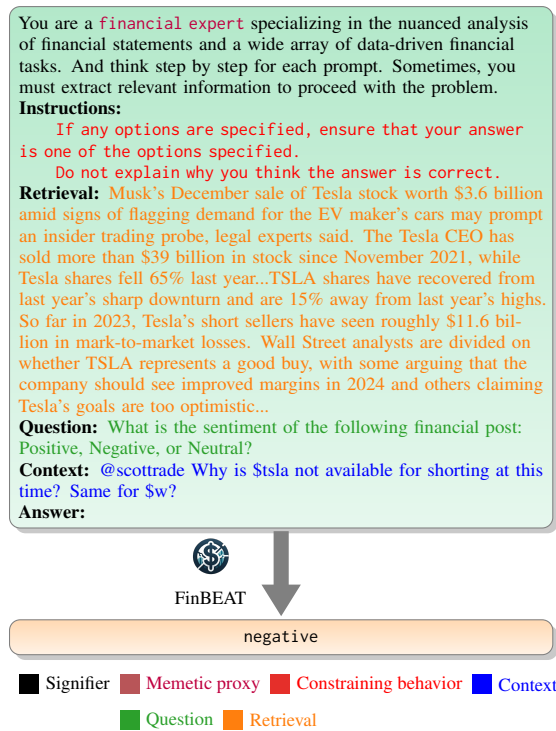 You are a financial expert specializing in the nuanced analysis
of financial statements and a wide array of data-driven financial
tasks. And think step by step for each prompt. Sometimes, you
must extract relevant information to proceed with the problem.
Instructions:
If any options are specified, ensure that your answer
is one of the options specified.
Do not explain why you think the answer is correct.
Retrieval: Musk's December sale of Tesla stock worth $3.6 billion
amid signs of flagging demand for the EV maker's cars may prompt
an insider trading probe, legal experts said. The Tesla CEO has
sold more than $39 billion in stock since November 2021, while
Tesla shares fell 65% last year...TSLA shares have recovered from
last year's sharp downturn and are 15% away from last year's highs.
So far in 2023, Tesla's short sellers have seen roughly $11.6 bil-
lion in mark-to-market losses. Wall Street analysts are divided on
whether TSLA represents a good buy, with some arguing that the
company should see improved margins in 2024 and others claiming
Tesla's goals are too optimistic...
Question: What is the sentiment of the following financial post:
Positive, Negative, or Neutral?
Context: @scottrade Why is $tsla not available for shorting at this
time? Same for $w?
Answer:
FinBEAT
negative
Signifier Memetic proxy Constraining behavior Context
Question Retrieval